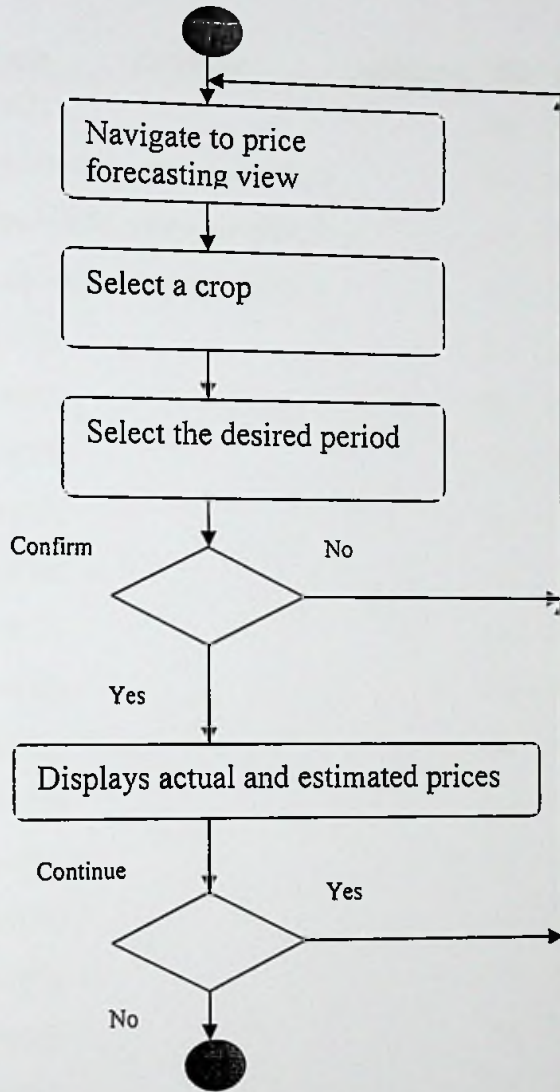 Navigate to price
forecasting view
Select a crop
Select the desired period
Confirm
No
Yes
Displays actual and estimated prices
Continue
Yes
No